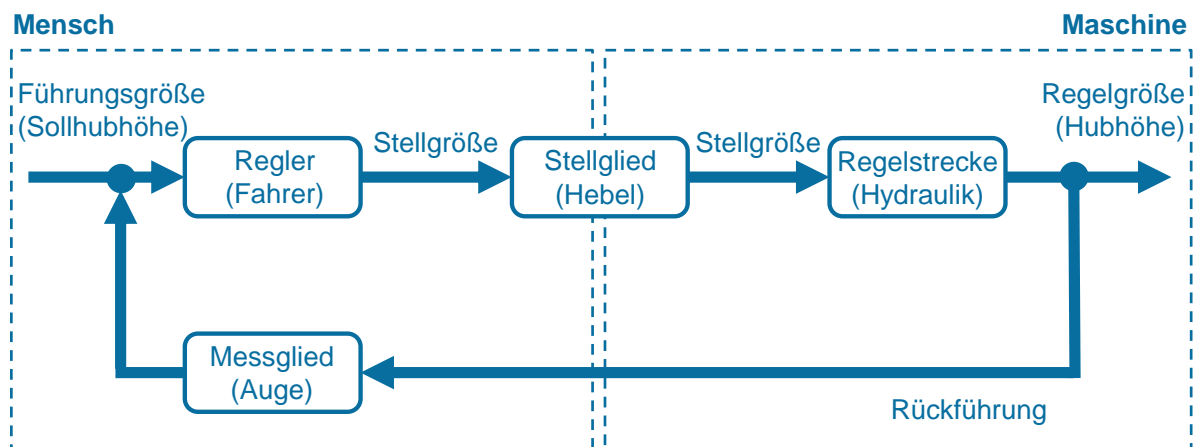 Mensch
Maschine
Führungsgröße
(Sollhubhöhe)
Regler
(Fahrer)
Stellgröße
Stellglied
(Hebel)
Stellgröße
Regelstrecke
(Hydraulik)
Regelgröße
(Hubhöhe)
Messglied
(Auge)
Rückführung